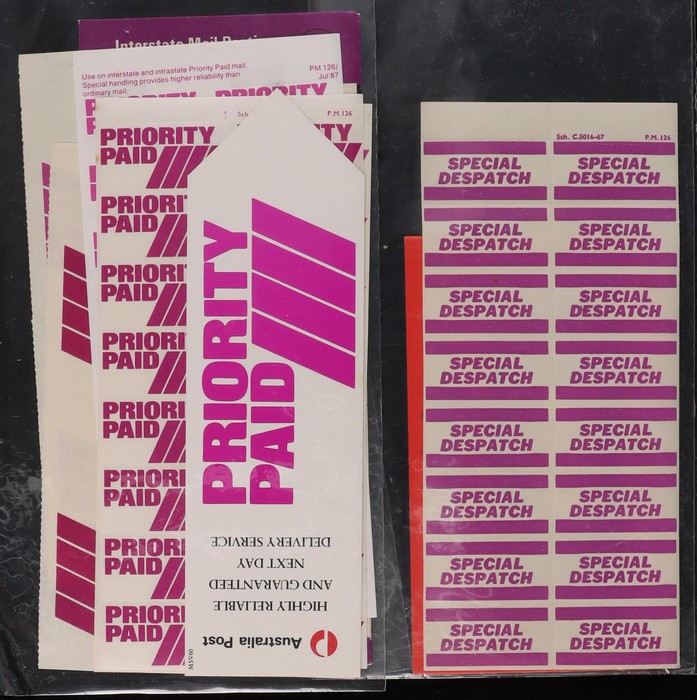 Interstate Mail
Use on interstate and intrastate Priority Paid mail.
Special handling provides higher reliability than
ordinary mail.
PM 126/
Jul'87
PRIORITY PRIORITY
Sch.
P.M.126
PRIORITY
PAID
PRIORI
PAID
PRIORI
PAID
PRIORI
PAID
PRIORI
PAID
PRIORI
PAID
PRIORI
PAID
PRIORI
PAID
PRIORITY
PAID
HIGHLY RELIABLE
AND GUARANTEED
NEXT DAY
DELIVERY SERVICE
Australia Post
MSV60
Sch. C.5016-67 P.M. 126
SPECIAL DESPATCH SPECIAL DESPATCH
SPECIAL DESPATCH SPECIAL DESPATCH
SPECIAL DESPATCH SPECIAL DESPATCH
SPECIAL DESPATCH SPECIAL DESPATCH
SPECIAL DESPATCH SPECIAL DESPATCH
SPECIAL DESPATCH SPECIAL DESPATCH
SPECIAL DESPATCH SPECIAL DESPATCH
SPECIAL DESPATCH SPECIAL DESPATCH